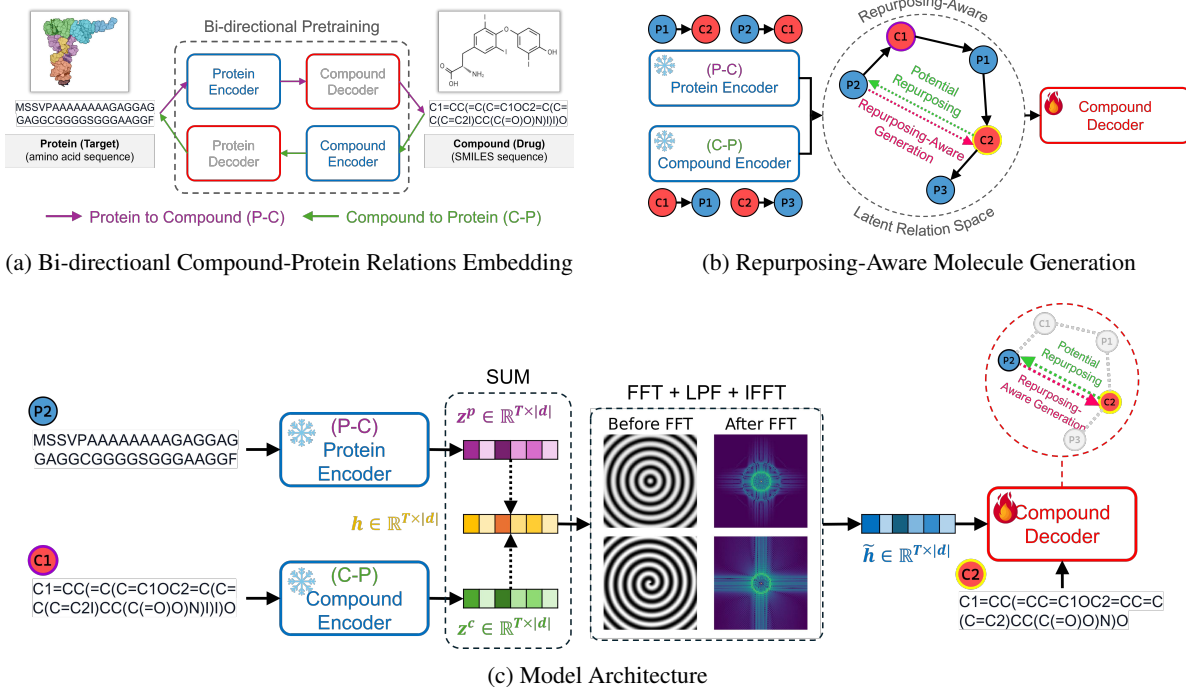 Bi-directional Pretraining
Protein Encoder
Compound Decoder
Protein Decoder
Compound Encoder
I
O
I
OH
I
O
NH₂
OH
MSSVPAAAAAAAAGAGGAG
GAGGCGGGGSGGGAAGGF
Protein (Target)
(amino acid sequence)
C1=CC(=C(C=C1OC2=C(C=
C(C=C2I)CC(C(=O)O)N)I)I)O
Compound (Drug)
(SMILES sequence)
Protein to Compound (P-C)
Compound to Protein (C-P)
(a) Bi-directioanl Compound-Protein Relations Embedding
P1 C2 P2 C1
(P-C)
Protein Encoder
(C-P)
Compound Encoder
C1 P1 C2 P3
Repurposing-Aware
C1
P1
P2
Potential Repurposing
Repurposing-Aware Generation
C2
P3
Latent Relation Space
Compound Decoder
(b) Repurposing-Aware Molecule Generation
P2
MSSVPAAAAAAAAGAGGAG
GAGGCGGGGSGGGAAGGF
(P-C)
Protein
Encoder
C1
C1=CC(=C(C=C1OC2=C(C=
C(C=C2I)CC(C(=O)O)N)I)I)O
(C-P)
Compound
Encoder
SUM
z^p ∈ ℝ^{T×|d|}
h ∈ ℝ^{T×|d|}
z^c ∈ ℝ^{T×|d|}
FFT + LPF + IFFT
Before FFT
After FFT
h̃ ∈ ℝ^{T×|d|}
C1
P1
P2
Potential Repurposing
Repurposing-Aware Generation
C2
P3
Compound
Decoder
C2
C1=CC(=CC=C1OC2=CC=C
(C=C2)CC(C(=O)O)N)O
(c) Model Architecture